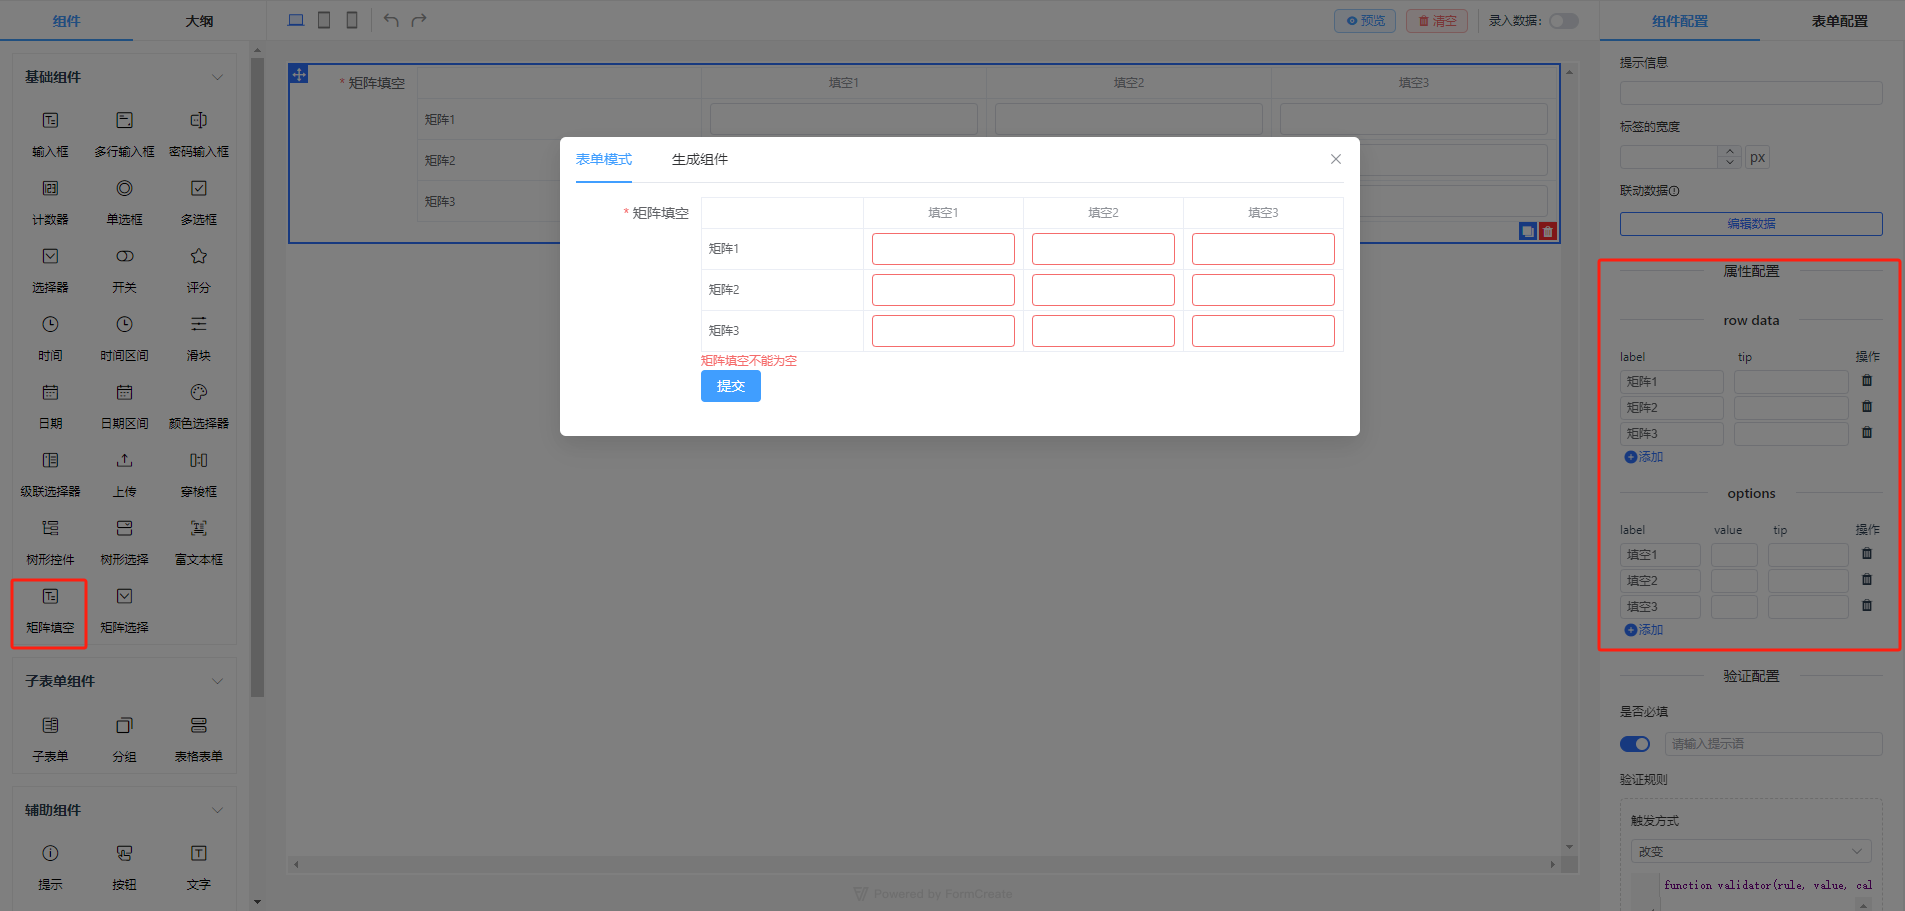 组件
大纲
预览
清空
录入数据:
组件配置
表单配置
基础组件
输入框
多行输入框
密码输入框
计数器
单选框
多选框
选择器
开关
评分
时间
时间区间
滑块
日期
日期区间
颜色选择器
级联选择器
上传
穿梭框
树形控件
树形选择
富文本框
矩阵填空
矩阵选择
子表单组件
子表单
分组
表格表单
辅助组件
提示
按钮
文字
* 矩阵填空
填空1
填空2
填空3
矩阵1
矩阵2
矩阵3
表单模式
生成组件
* 矩阵填空
填空1
填空2
填空3
矩阵1
矩阵2
矩阵3
矩阵填空不能为空
提交
Powered by FormCreate
提示信息
标签的宽度
px
联动数据
编辑数据
属性配置
row data
label
tip
操作
矩阵1
矩阵2
矩阵3
添加
options
label
value
tip
操作
填空1
填空2
填空3
添加
验证配置
是否必填
请输入提示语
验证规则
触发方式
改变
function validator(rule, value, cal